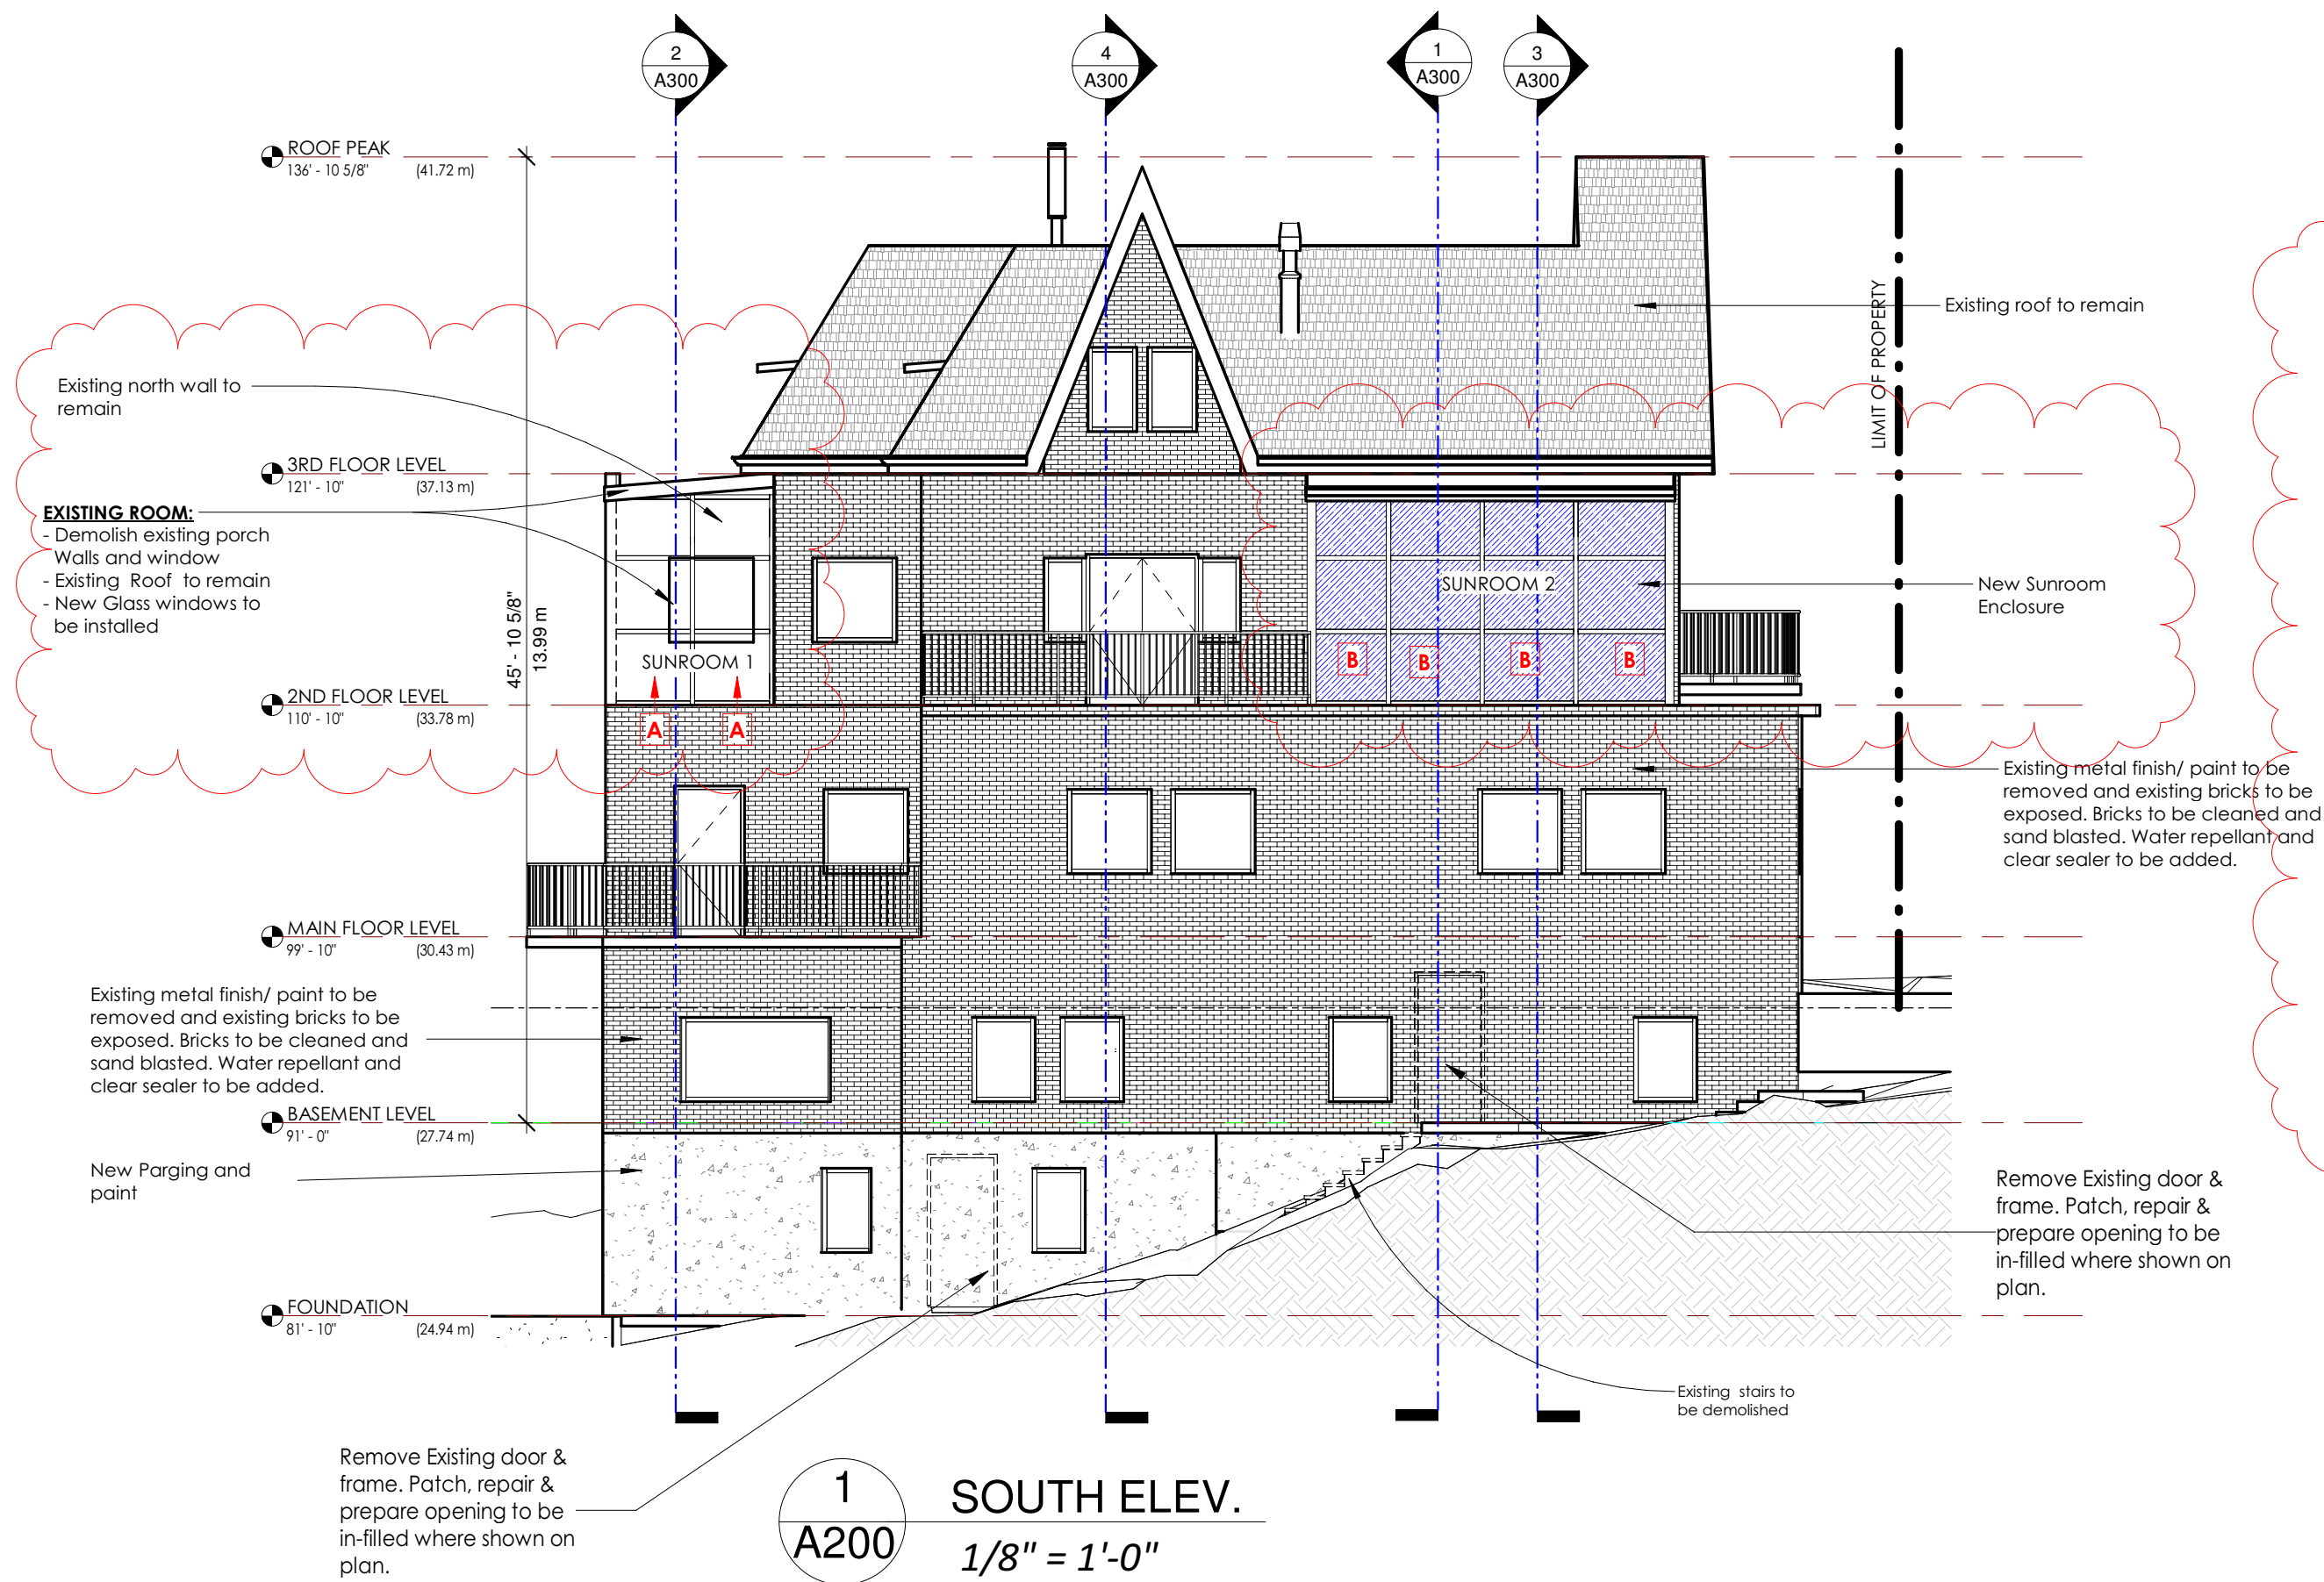 2
A300
4
A300
1
A300
3
A300
ROOF PEAK
136' - 10 5/8" (41.72 m)
LIMIT OF PROPERTY
Existing roof to remain
Existing north wall to
remain
3RD FLOOR LEVEL
121' - 10" (37.13 m)
EXISTING ROOM:
- Demolish existing porch
Walls and window
- Existing Roof to remain
- New Glass windows to
be installed
45' - 10 5/8"
13.99 m
SUNROOM 1
SUNROOM 2
New Sunroom
Enclosure
B
B
B
B
2ND FLOOR LEVEL
110' - 10" (33.78 m)
A
A
Existing metal finish/ paint to be
removed and existing bricks to be
exposed. Bricks to be cleaned and
sand blasted. Water repellant and
clear sealer to be added.
MAIN FLOOR LEVEL
99' - 10" (30.43 m)
Existing metal finish/ paint to be
removed and existing bricks to be
exposed. Bricks to be cleaned and
sand blasted. Water repellant and
clear sealer to be added.
BASEMENT LEVEL
91' - 0" (27.74 m)
New Parging and
paint
Remove Existing door &
frame. Patch, repair &
prepare opening to be
in-filled where shown on
plan.
FOUNDATION
81' - 10" (24.94 m)
Existing stairs to
be demolished
Remove Existing door &
frame. Patch, repair &
prepare opening to be
in-filled where shown on
plan.
1
A200
SOUTH ELEV.
1/8" = 1'-0"